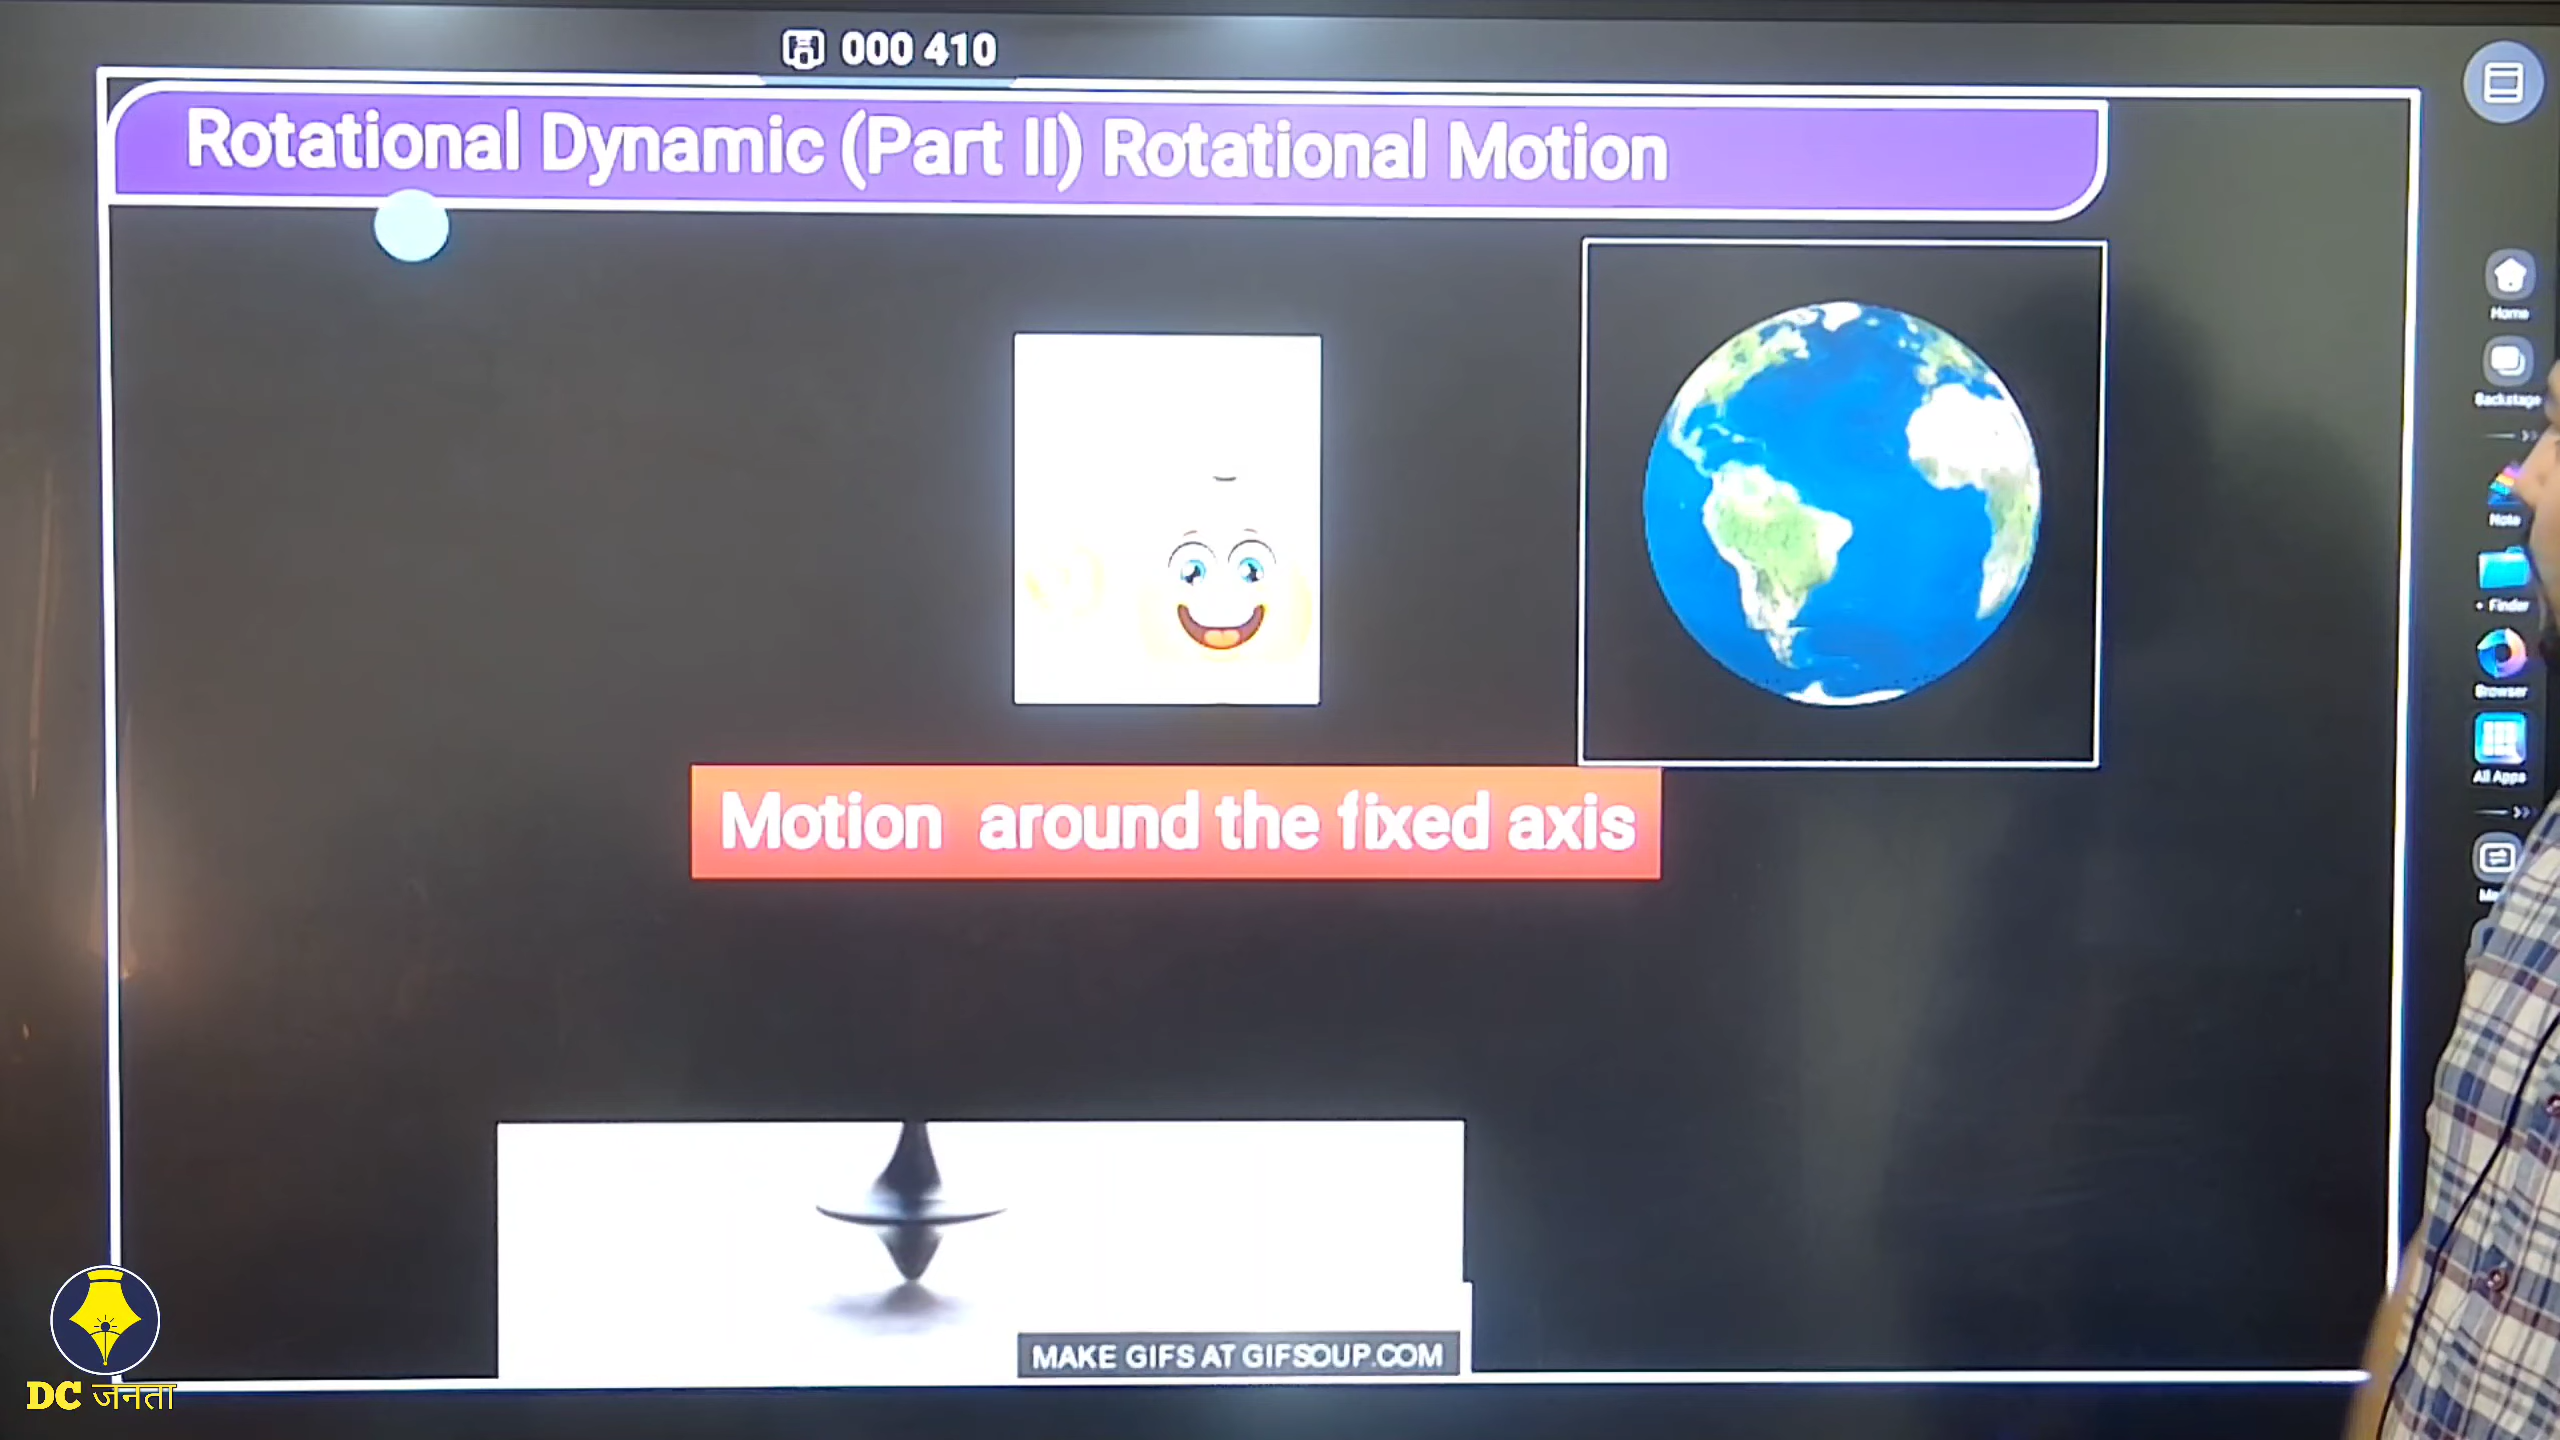 000 410
Rotational Dynamic (Part II) Rotational Motion
Home
Backstage
Note
Finder
Browser
All Apps
Motion  around the fixed axis
MAKE GIFS AT GIFSOUP.COM
DC जनता